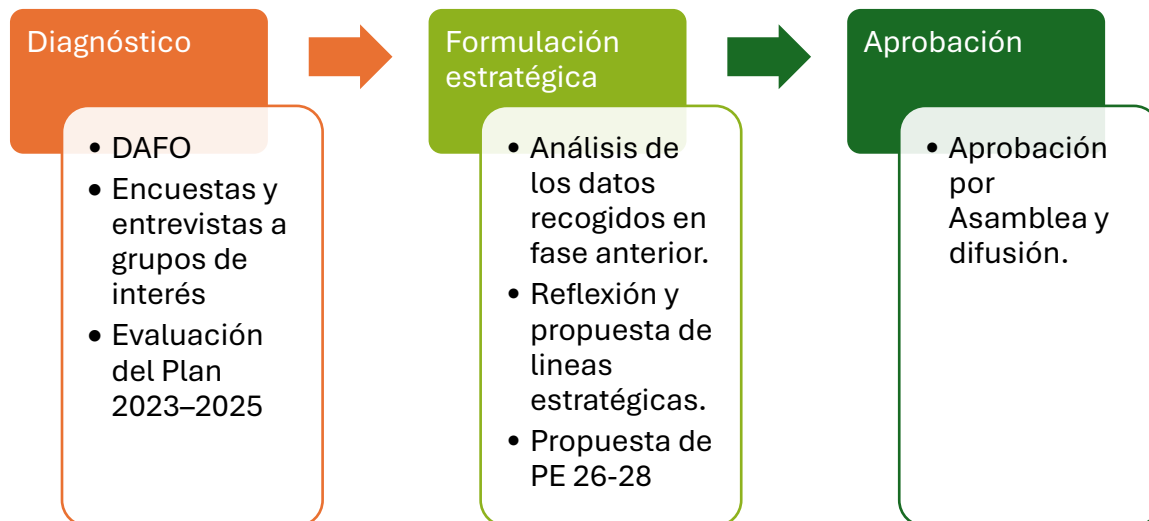 Diagnóstico
• DAFO
• Encuestas y
entrevistas a
grupos de
interés
• Evaluación
del Plan
2023–2025
Formulación
estratégica
• Análisis de
los datos
recogidos en
fase anterior.
• Reflexión y
propuesta de
lineas
estratégicas.
• Propuesta de
PE 26-28
Aprobación
• Aprobación
por
Asamblea y
difusión.